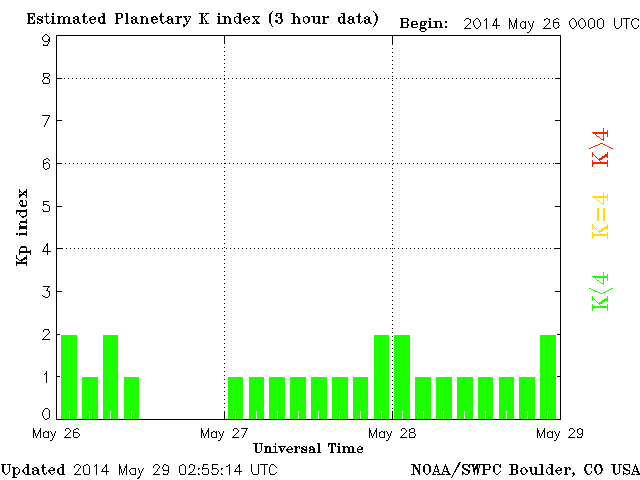 Estimated Planetary K index (3 hour data)
Begin: 2014 May 26 0000 UTC
9
8
7
6
5
4
3
2
1
0
Kp index
K>4
K=4
K<4
May 26
May 27
May 28
May 29
Universal Time
Updated 2014 May 29 02:55:14 UTC
NOAA/SWPC Boulder, CO USA